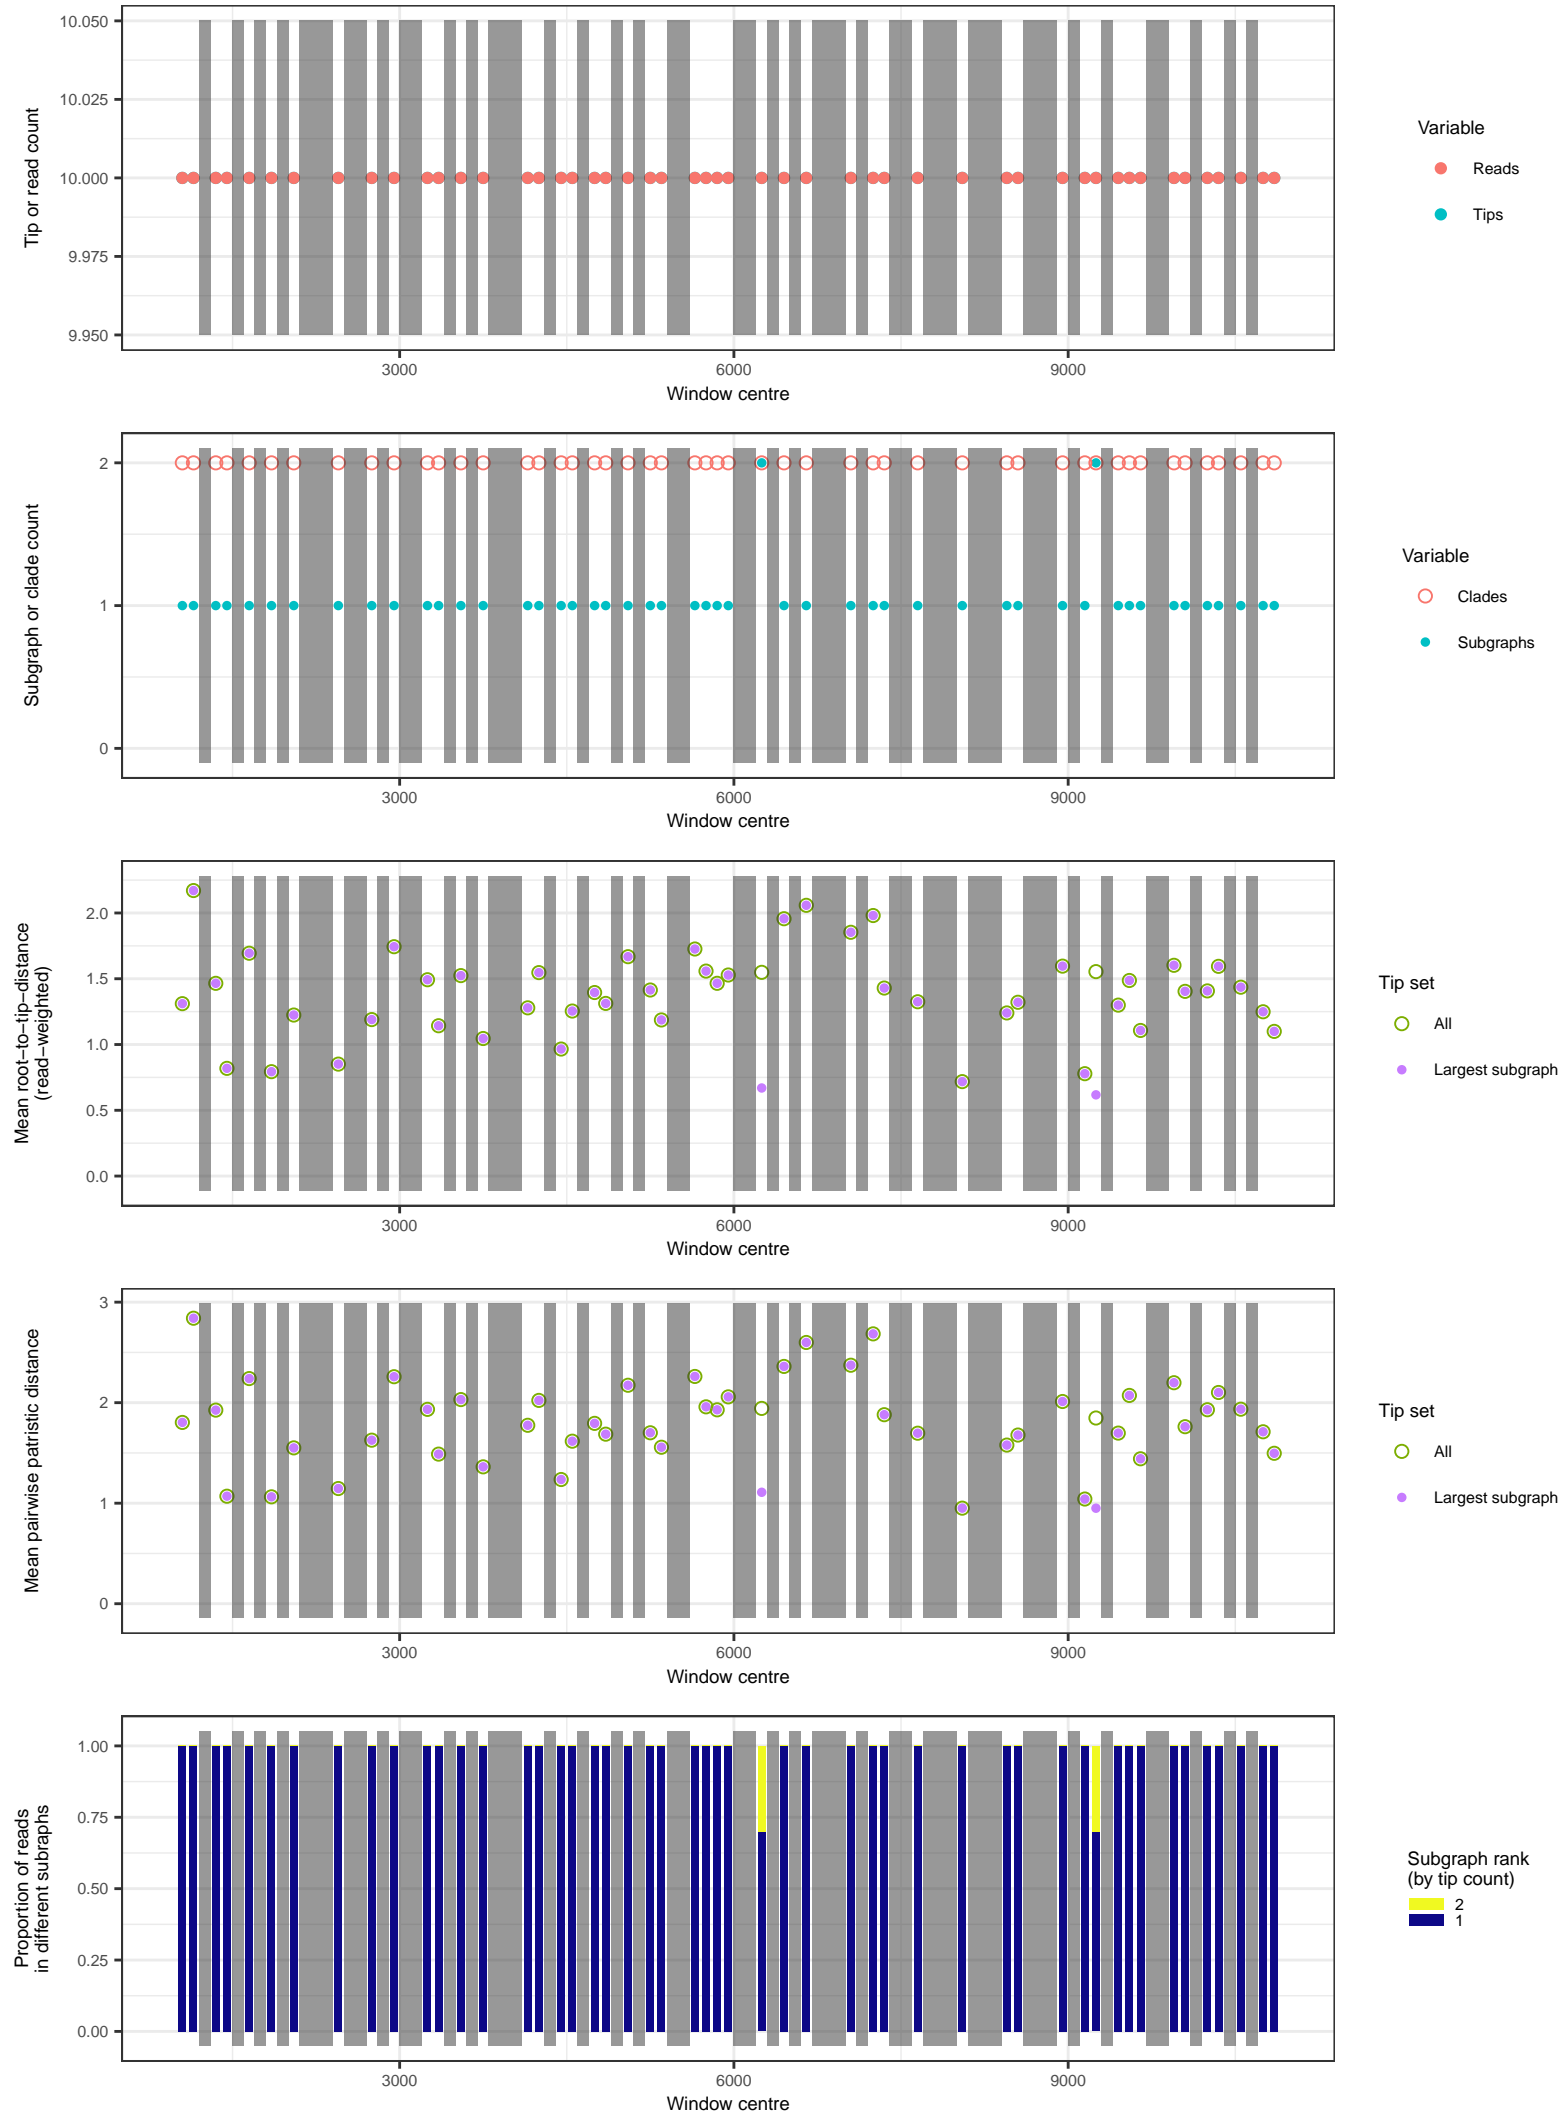 10.050
10.025
10.000
9.975
9.950
Tip or read count
3000
6000
9000
Window centre
Variable
Reads
Tips
2
1
0
Subgraph or clade count
3000
6000
9000
Window centre
Variable
Clades
Subgraphs
2.0
1.5
1.0
0.5
0.0
Mean root−to−tip−distance
(read−weighted)
3000
6000
9000
Window centre
Tip set
All
Largest subgraph
3
2
1
0
Mean pairwise patristic distance
3000
6000
9000
Window centre
Tip set
All
Largest subgraph
1.00
0.75
0.50
0.25
0.00
Proportion of reads
in different subraphs
3000
6000
9000
Window centre
Subgraph rank
(by tip count)
2
1